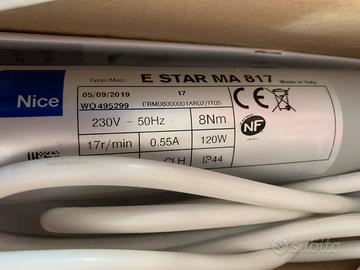 Nice
Type/Mod.
E STAR MA 817
Made in Italy
05/09/2019
17
WO 495299
ERM08000001AR02/IT05
230V ~ 50Hz
8Nm
17r/min
0.55A
120W
CL.H
IP44
CE
NF
subito